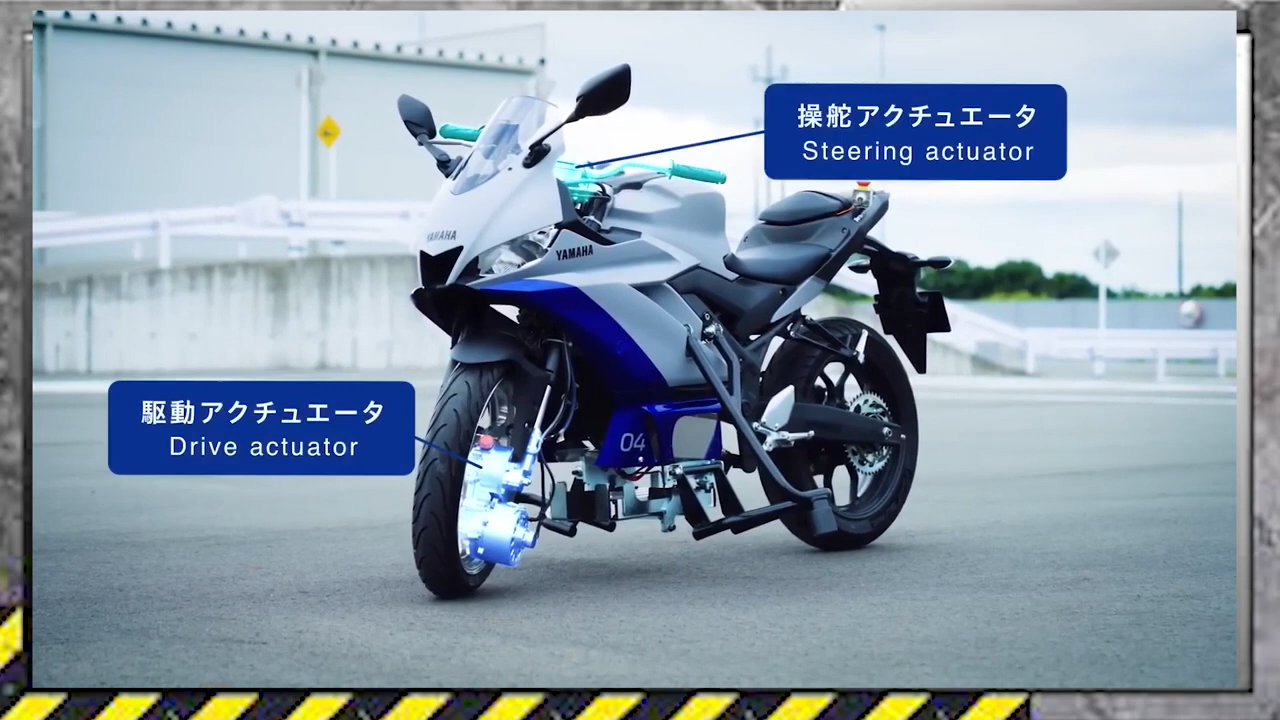 操舵アクチュエータ
Steering actuator
YAMAHA
YAMAHA
駆動アクチュエータ
Drive actuator
04